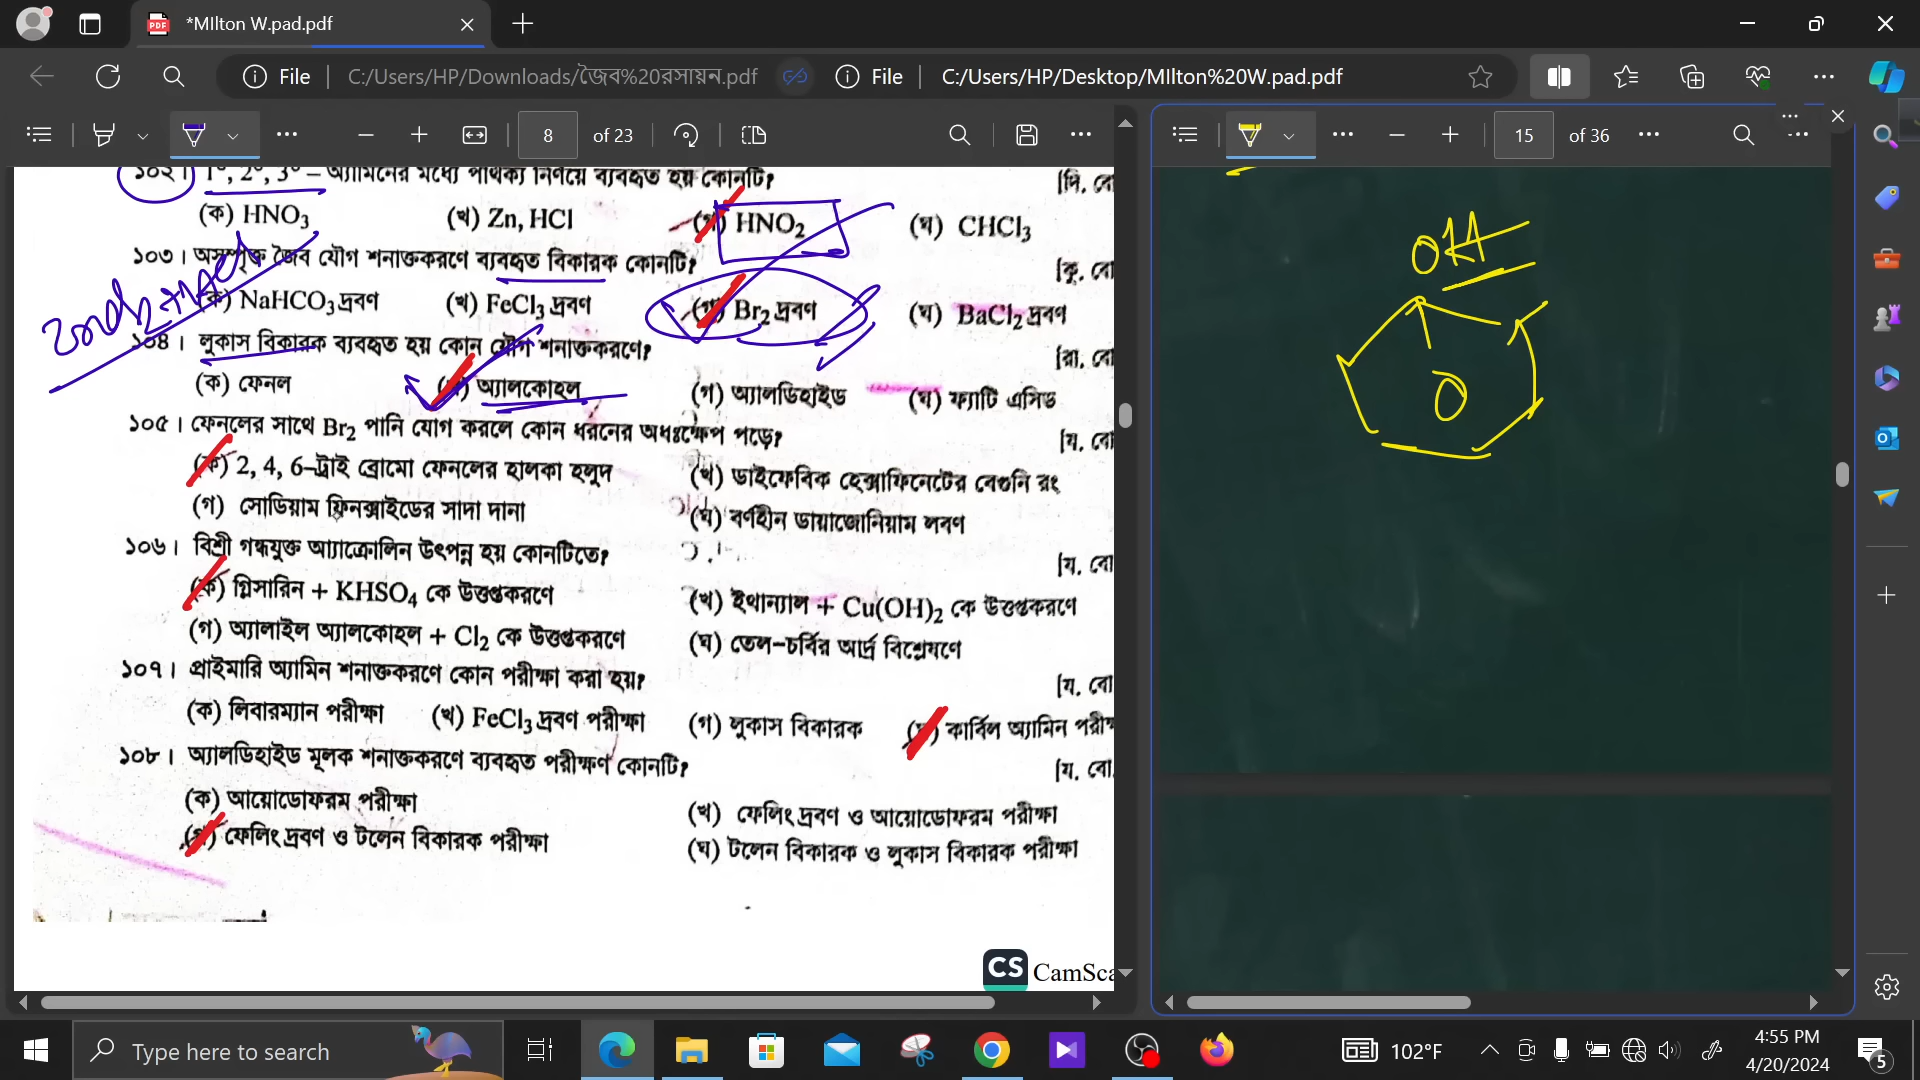 *MIlton W.pad.pdf
File C:/Users/HP/Downloads/জৈব%20রসায়ন.pdf File C:/Users/HP/Desktop/MIlton%20W.pad.pdf
8 of 23 15 of 36
১০২। 1°, 2°, 3° – অ্যামিনের মধ্যে পার্থক্য নির্ণয়ে ব্যবহৃত হয় কোনটি? [দি. বো
(ক) HNO3 (খ) Zn, HCl (গ) HNO2 (ঘ) CHCl3
১০৩। অসম্পৃক্ত জৈব যৌগ শনাক্তকরণে ব্যবহৃত বিকারক কোনটি? [কু. বো
(ক) NaHCO3 দ্রবণ (খ) FeCl3 দ্রবণ (গ) Br2 দ্রবণ (ঘ) BaCl2 দ্রবণ
১০৪। লুকাস বিকারক ব্যবহৃত হয় কোন যৌগ শনাক্তকরণে? [রা. বো
(ক) ফেনল (খ) অ্যালকোহল (গ) অ্যালডিহাইড (ঘ) ফ্যাটি এসিড
১০৫। ফেনলের সাথে Br2 পানি যোগ করলে কোন ধরনের অধঃক্ষেপ পড়ে? [য. বো
(ক) 2, 4, 6-ট্রাই ব্রোমো ফেনলের হালকা হলুদ (খ) ডাইফেবিক হেক্সাফিনেটের বেগুনি রং
(গ) সোডিয়াম ফিনক্সাইডের সাদা দানা (ঘ) বর্ণহীন ডায়াজোনিয়াম লবণ
১০৬। বিশ্রী গন্ধযুক্ত অ্যাক্রোলিন উৎপন্ন হয় কোনটিতে? [য. বো
(ক) গ্লিসারিন + KHSO4 কে উত্তপ্তকরণে (খ) ইথান্যাল + Cu(OH)2 কে উত্তপ্তকরণে
(গ) অ্যালাইল অ্যালকোহল + Cl2 কে উত্তপ্তকরণে (ঘ) তেল-চর্বির আর্দ্র বিশ্লেষণে
১০৭। প্রাইমারি অ্যামিন শনাক্তকরণে কোন পরীক্ষা করা হয়? [য. বো
(ক) লিবারম্যান পরীক্ষা (খ) FeCl3 দ্রবণ পরীক্ষা (গ) লুকাস বিকারক (ঘ) কার্বিল অ্যামিন পরীক্ষ
১০৮। অ্যালডিহাইড মূলক শনাক্তকরণে ব্যবহৃত পরীক্ষণ কোনটি? [য. বো.
(ক) আয়োডোফরম পরীক্ষা (খ) ফেলিং দ্রবণ ও আয়োডোফরম পরীক্ষা
(গ) ফেলিং দ্রবণ ও টলেন বিকারক পরীক্ষা (ঘ) টলেন বিকারক ও লুকাস বিকারক পরীক্ষা
CS CamSca
OH
Type here to search
102°F
4:55 PM
4/20/2024
5